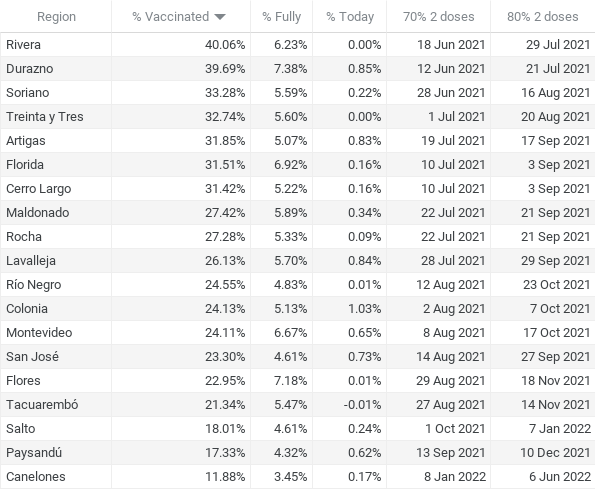 Region % Vaccinated % Fully % Today 70% 2 doses 80% 2 doses
Rivera 40.06% 6.23% 0.00% 18 Jun 2021 29 Jul 2021
Durazno 39.69% 7.38% 0.85% 12 Jun 2021 21 Jul 2021
Soriano 33.28% 5.59% 0.22% 28 Jun 2021 16 Aug 2021
Treinta y Tres 32.74% 5.60% 0.00% 1 Jul 2021 20 Aug 2021
Artigas 31.85% 5.07% 0.83% 19 Jul 2021 17 Sep 2021
Florida 31.51% 6.92% 0.16% 10 Jul 2021 3 Sep 2021
Cerro Largo 31.42% 5.22% 0.16% 10 Jul 2021 3 Sep 2021
Maldonado 27.42% 5.89% 0.34% 22 Jul 2021 21 Sep 2021
Rocha 27.28% 5.33% 0.09% 22 Jul 2021 21 Sep 2021
Lavalleja 26.13% 5.70% 0.84% 28 Jul 2021 29 Sep 2021
Río Negro 24.55% 4.83% 0.01% 12 Aug 2021 23 Oct 2021
Colonia 24.13% 5.13% 1.03% 2 Aug 2021 7 Oct 2021
Montevideo 24.11% 6.67% 0.65% 8 Aug 2021 17 Oct 2021
San José 23.30% 4.61% 0.73% 14 Aug 2021 27 Sep 2021
Flores 22.95% 7.18% 0.01% 29 Aug 2021 18 Nov 2021
Tacuarembó 21.34% 5.47% -0.01% 27 Aug 2021 14 Nov 2021
Salto 18.01% 4.61% 0.24% 1 Oct 2021 7 Jan 2022
Paysandú 17.33% 4.32% 0.62% 13 Sep 2021 10 Dec 2021
Canelones 11.88% 3.45% 0.17% 8 Jan 2022 6 Jun 2022